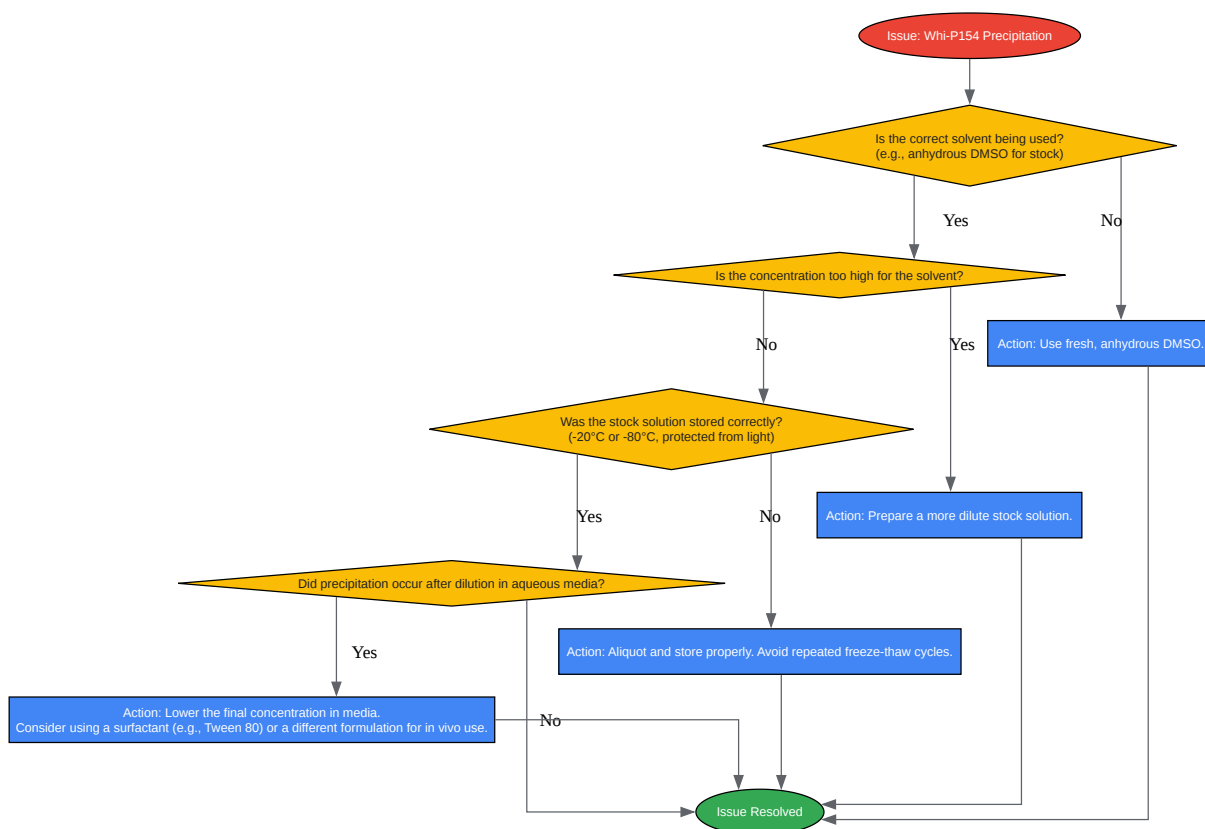 Issue: Whi-P154 Precipitation
Is the correct solvent being used?
(e.g., anhydrous DMSO for stock)
Yes
No
Is the concentration too high for the solvent?
No
Yes
Action: Use fresh, anhydrous DMSO.
Was the stock solution stored correctly?
(-20°C or -80°C, protected from light)
Yes
No
Action: Prepare a more dilute stock solution.
Did precipitation occur after dilution in aqueous media?
Yes
Action: Aliquot and store properly. Avoid repeated freeze-thaw cycles.
Action: Lower the final concentration in media.
Consider using a surfactant (e.g., Tween 80) or a different formulation for in vivo use.
No
Issue Resolved